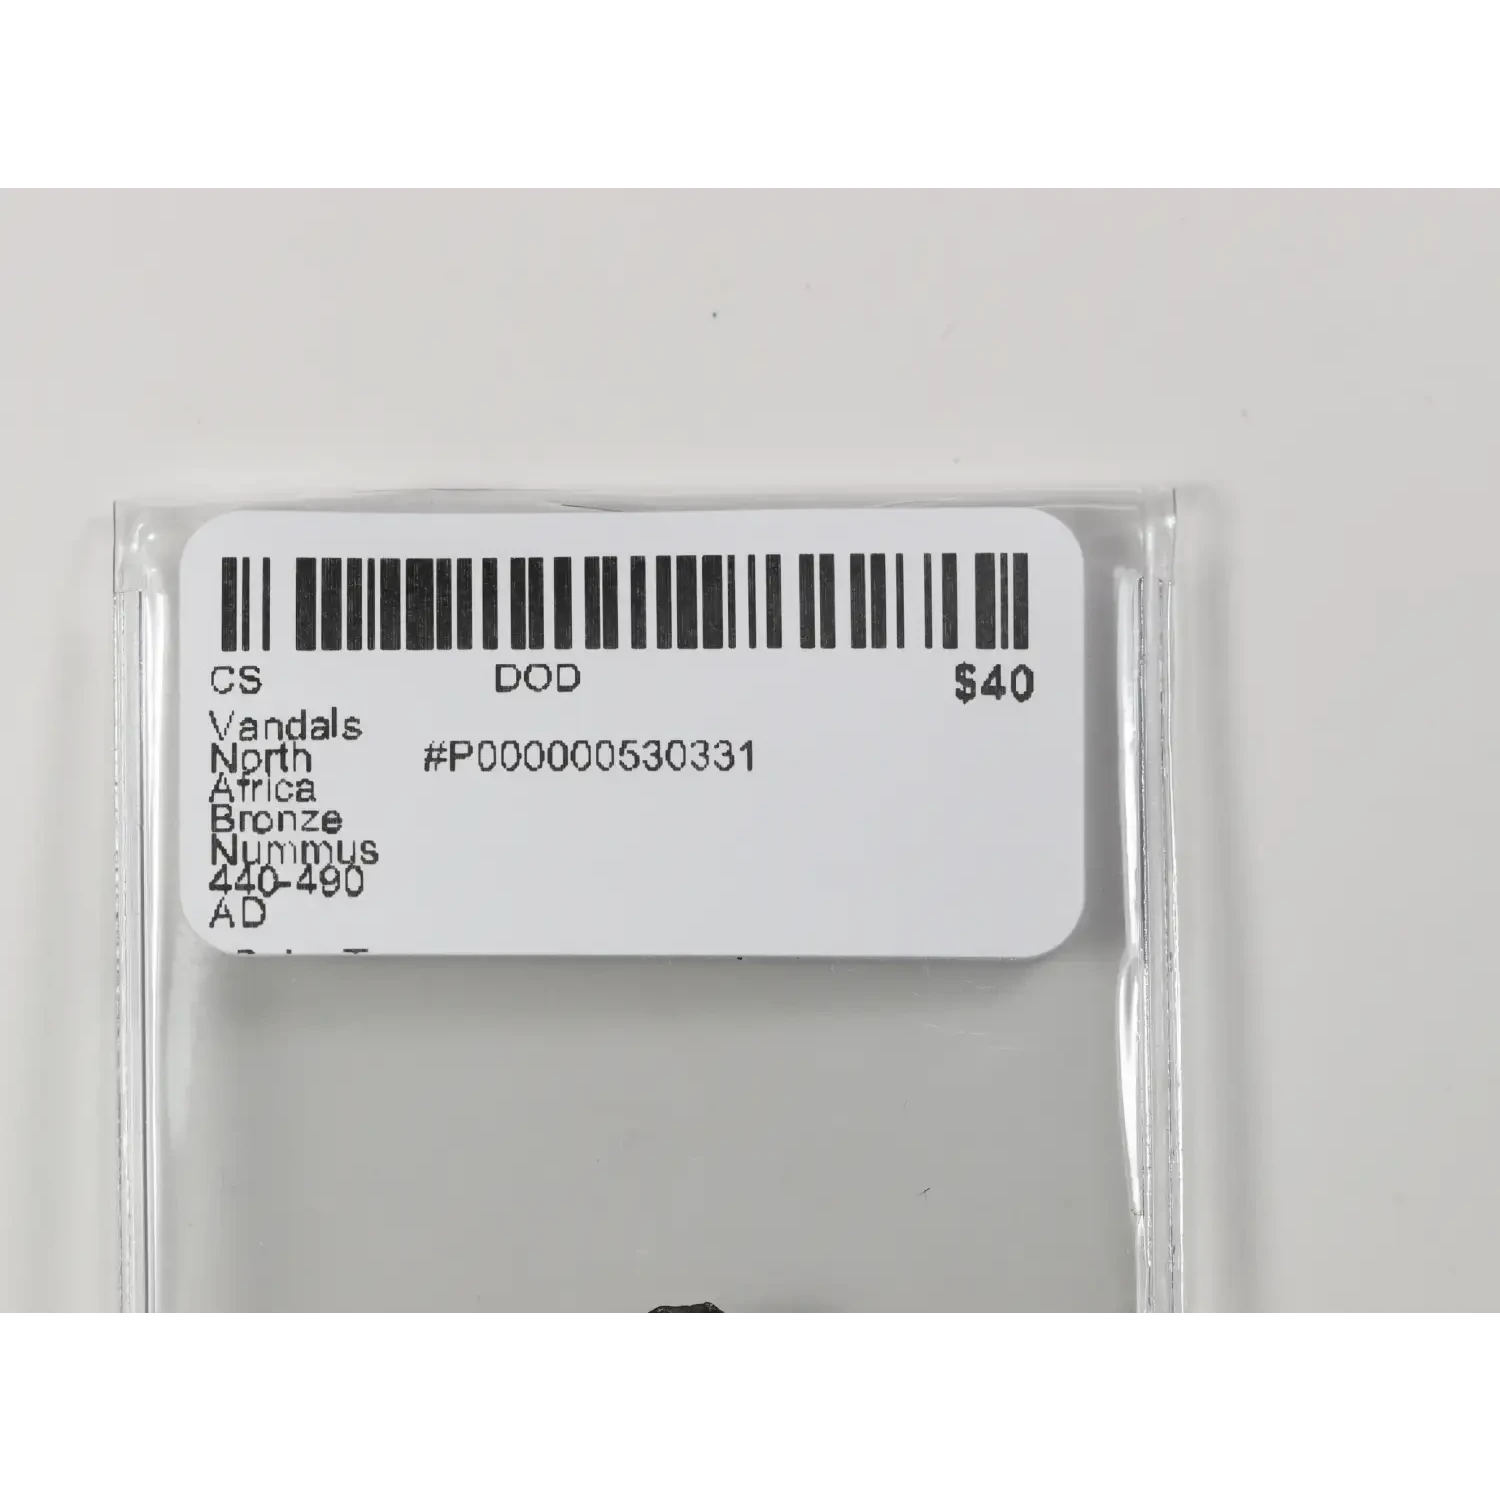 CS DOD $40
Vandals
North #P000000530331
Africa
Bronze
Nummus
440-490
AD